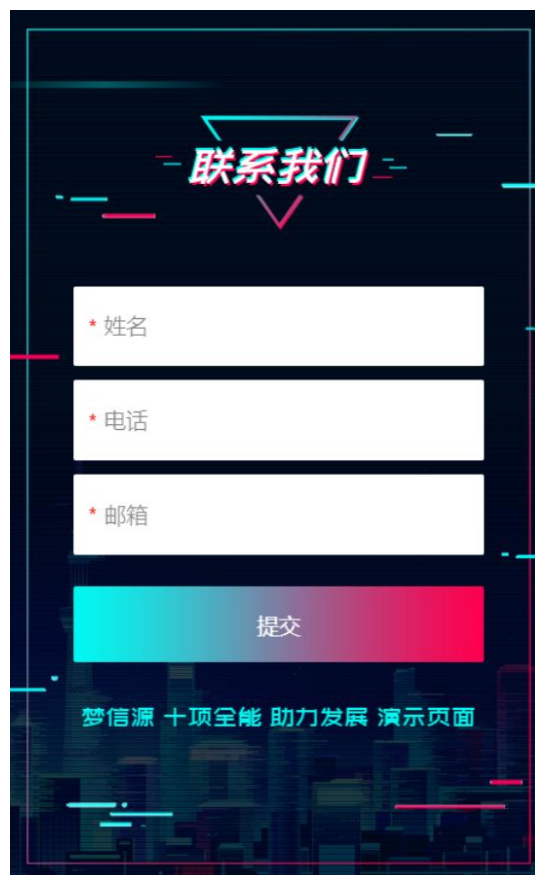 联系我们
* 姓名
* 电话
* 邮箱
提交
梦信源 十项全能 助力发展 演示页面